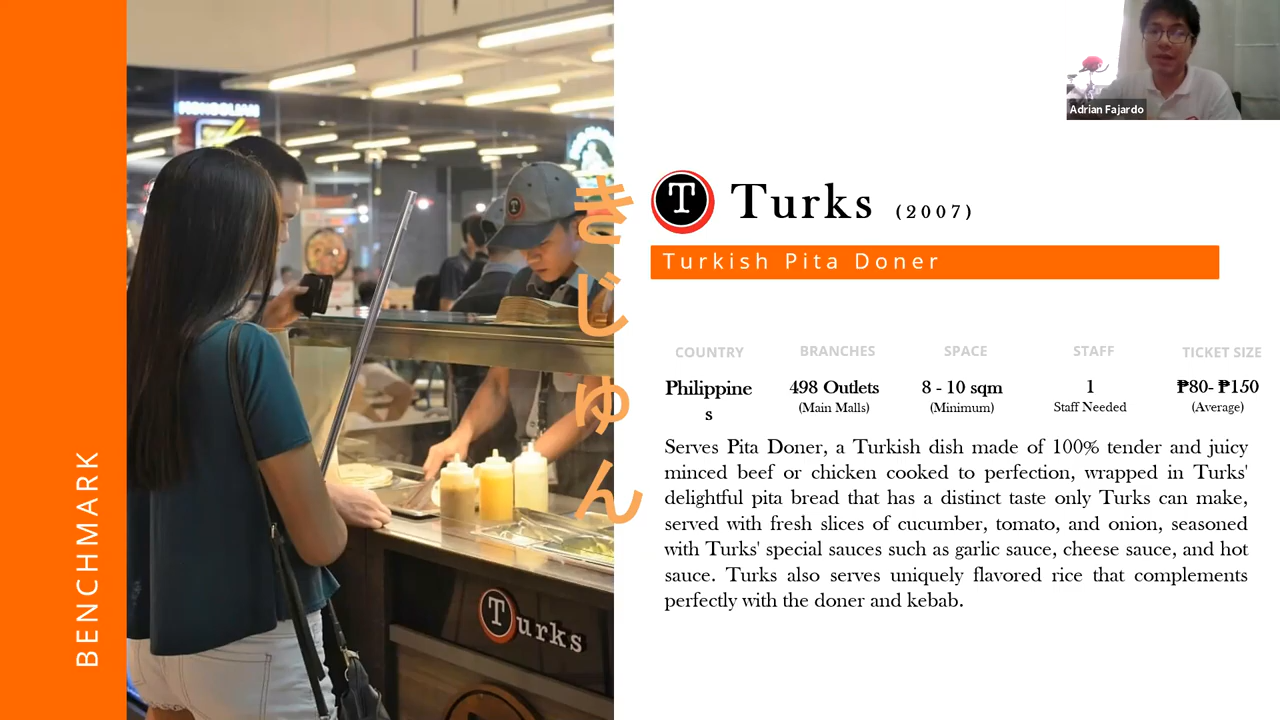 BENCHMARK
MONGOLIAN
きじゅん
Turks
Adrian Fajardo
T Turks (2007)
Turkish Pita Doner
COUNTRY BRANCHES SPACE STAFF TICKET SIZE
Philippine 498 Outlets 8 - 10 sqm 1 ₱80- ₱150
s (Main Malls) (Minimum) Staff Needed (Average)
Serves Pita Doner, a Turkish dish made of 100% tender and juicy
minced beef or chicken cooked to perfection, wrapped in Turks'
delightful pita bread that has a distinct taste only Turks can make,
served with fresh slices of cucumber, tomato, and onion, seasoned
with Turks' special sauces such as garlic sauce, cheese sauce, and hot
sauce. Turks also serves uniquely flavored rice that complements
perfectly with the doner and kebab.